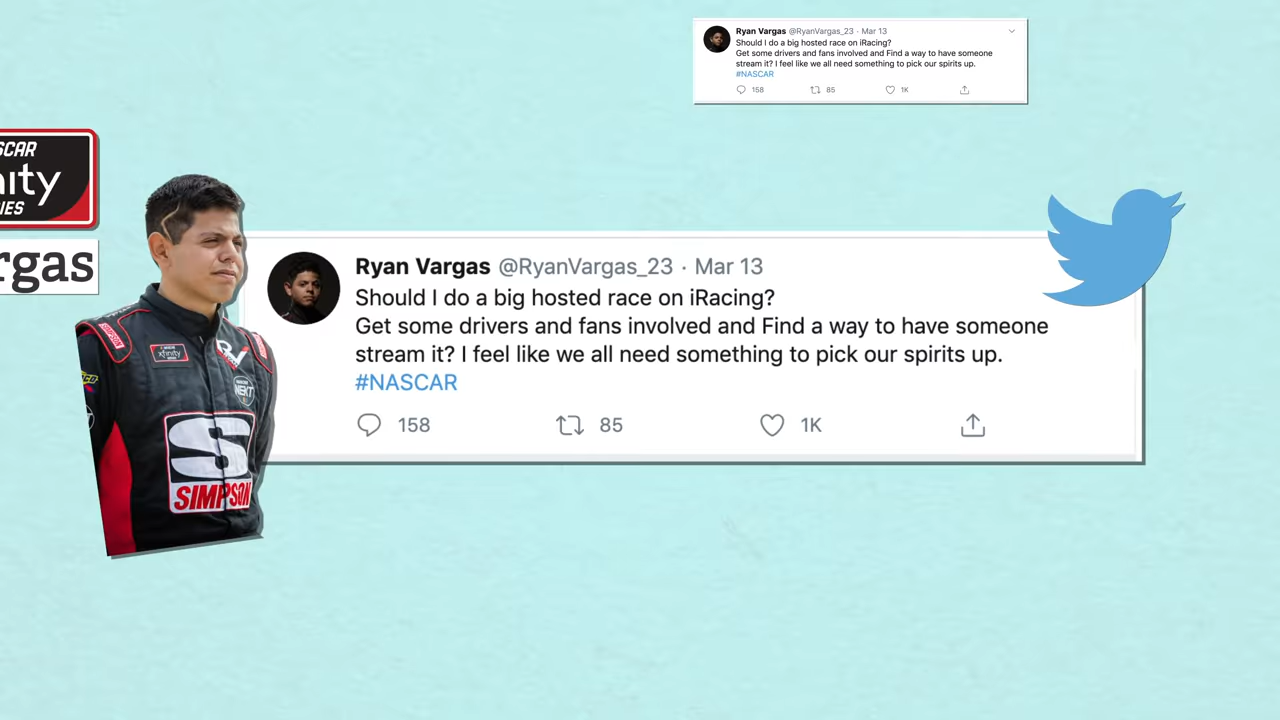 Ryan Vargas @RyanVargas_23 · Mar 13
Should I do a big hosted race on iRacing?
Get some drivers and fans involved and Find a way to have someone
stream it? I feel like we all need something to pick our spirits up.
#NASCAR
158 85 1K
SCAR
nity
IES
rgas
Ryan Vargas @RyanVargas_23 · Mar 13
Should I do a big hosted race on iRacing?
Get some drivers and fans involved and Find a way to have someone
stream it? I feel like we all need something to pick our spirits up.
#NASCAR
158 85 1K
xfinity
RV
NEXT
S
SIMPSON